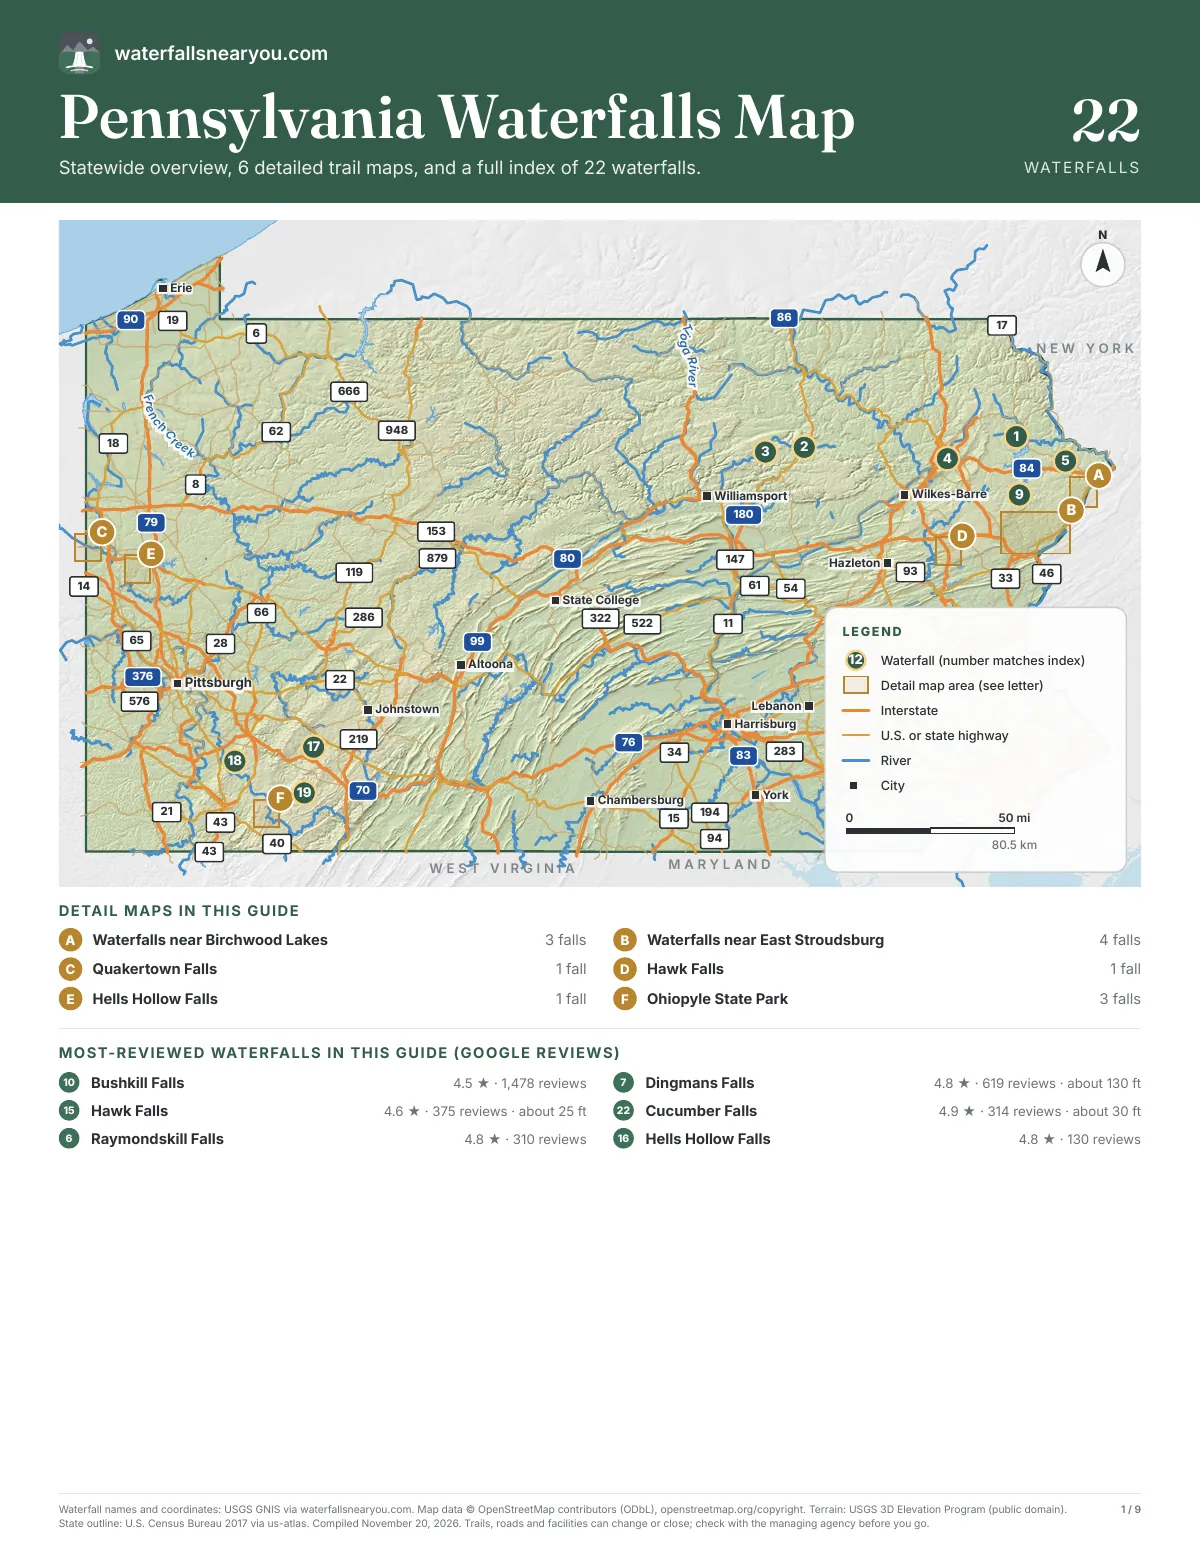 waterfallsnearyou.com
Pennsylvania Waterfalls Map
Statewide overview, 6 detailed trail maps, and a full index of 22 waterfalls.
22
WATERFALLS
N
Erie
90
19
6
86
17
NEW YORK
Tioga River
666
French Creek
62
948
18
8
1
2
3
4
5
84
A
9
B
Williamsport
180
Wilkes-Barre
C
79
E
153
879
80
147
D
Hazleton
93
33
46
14
119
61
54
State College
66
286
322
522
11
65
28
99
Altoona
376
Pittsburgh
22
576
Johnstown
Lebanon
Harrisburg
17
219
76
34
83
283
18
F
19
70
Chambersburg
York
21
43
15
194
40
94
43
WEST VIRGINIA
MARYLAND
LEGEND
12
Waterfall (number matches index)
Detail map area (see letter)
Interstate
U.S. or state highway
River
City
0
50 mi
80.5 km
DETAIL MAPS IN THIS GUIDE
A Waterfalls near Birchwood Lakes 3 falls
B Waterfalls near East Stroudsburg 4 falls
C Quakertown Falls 1 fall
D Hawk Falls 1 fall
E Hells Hollow Falls 1 fall
F Ohiopyle State Park 3 falls
MOST-REVIEWED WATERFALLS IN THIS GUIDE (GOOGLE REVIEWS)
10 Bushkill Falls 4.5 ★ · 1,478 reviews
7 Dingmans Falls 4.8 ★ · 619 reviews · about 130 ft
15 Hawk Falls 4.6 ★ · 375 reviews · about 25 ft
22 Cucumber Falls 4.9 ★ · 314 reviews · about 30 ft
6 Raymondskill Falls 4.8 ★ · 310 reviews
16 Hells Hollow Falls 4.8 ★ · 130 reviews
Waterfall names and coordinates: USGS GNIS via waterfallsnearyou.com. Map data © OpenStreetMap contributors (ODbL), openstreetmap.org/copyright. Terrain: USGS 3D Elevation Program (public domain).
1 / 9
State outline: U.S. Census Bureau 2017 via us-atlas. Compiled November 20, 2026. Trails, roads and facilities can change or close; check with the managing agency before you go.